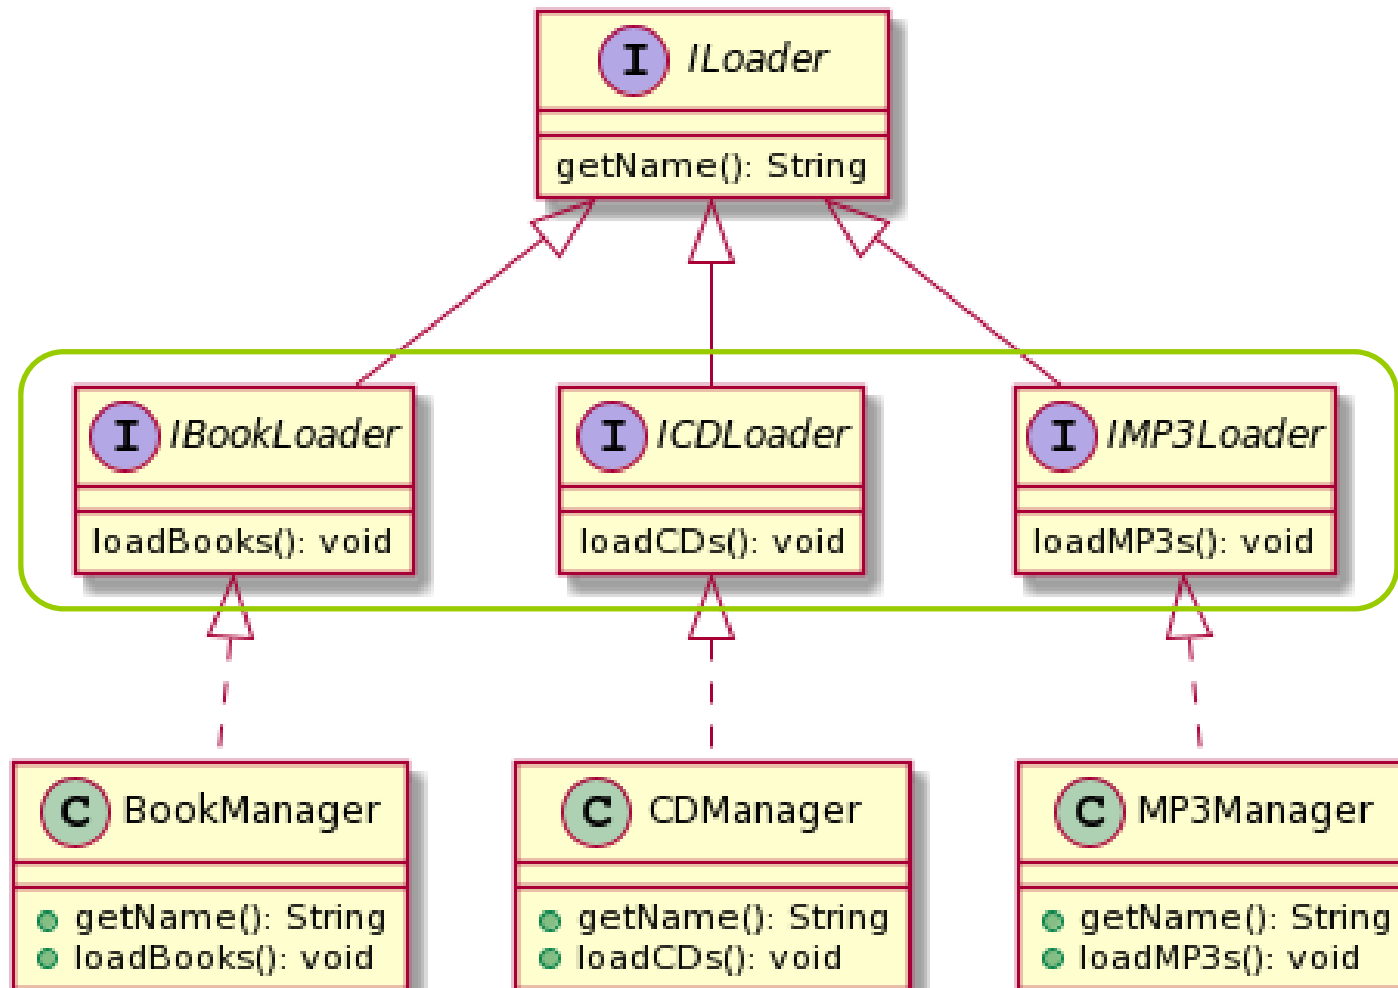 I ILoader
getName(): String
I IBookLoader
loadBooks(): void
I ICDLoader
loadCDs(): void
I IMP3Loader
loadMP3s(): void
C BookManager
getName(): String
loadBooks(): void
C CDManager
getName(): String
loadCDs(): void
C MP3Manager
getName(): String
loadMP3s(): void